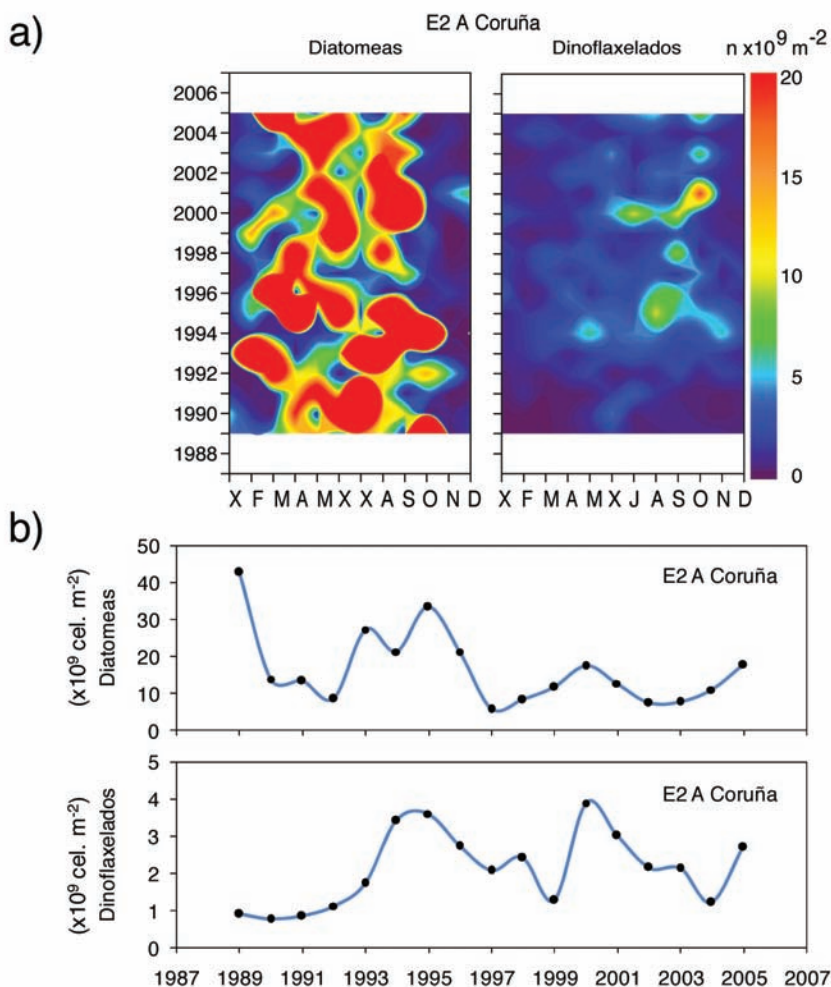 a)
E2 A Coruña
Diatomeas
Dinoflaxelados
n x10⁹ m⁻²
2006
2004
2002
2000
1998
1996
1994
1992
1990
1988
20
15
10
5
0
X F M A M X X A S O N D
X F M A M X J A S O N D
b)
50
40
30
20
10
0
(x10⁹ cel. m⁻²)
Diatomeas
E2 A Coruña
5
4
3
2
1
0
(x10⁹ cel. m⁻²)
Dinoflaxelados
E2 A Coruña
1987 1989 1991 1993 1995 1997 1999 2001 2003 2005 2007